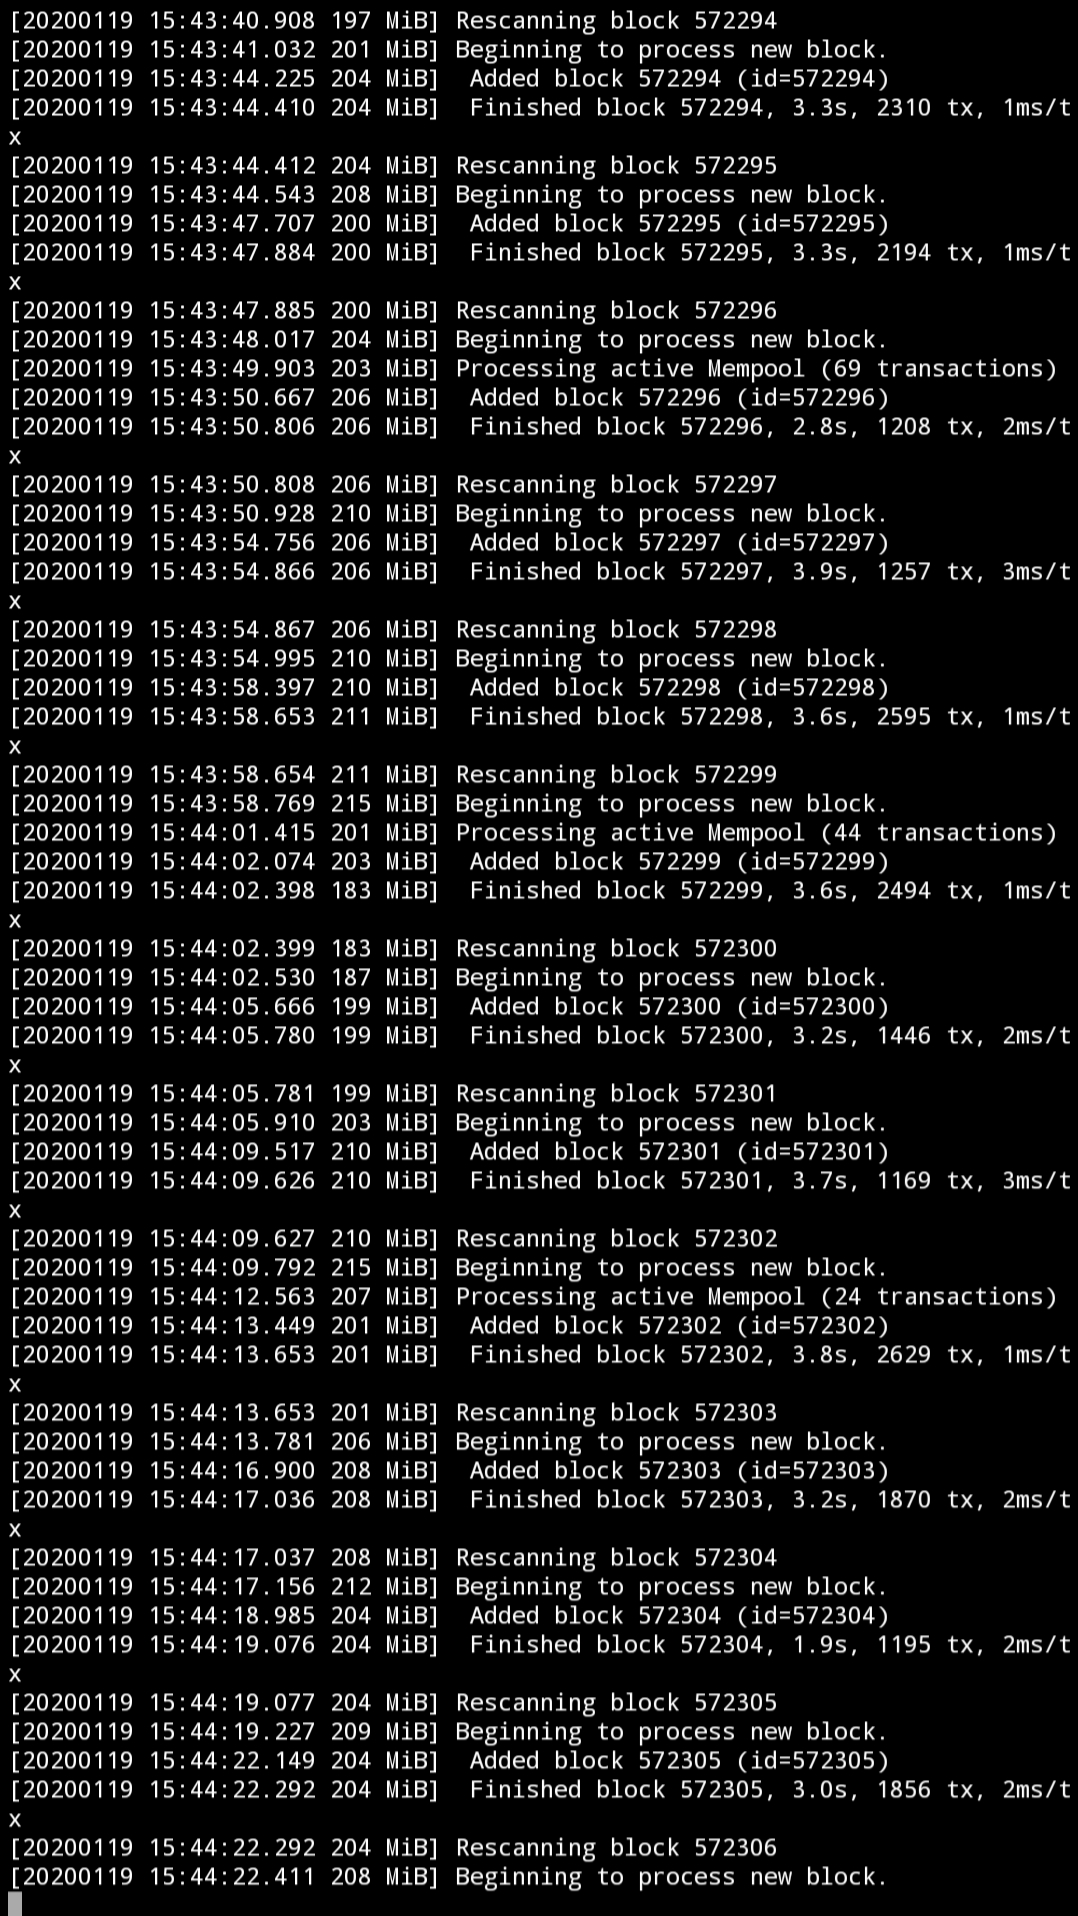 [20200119 15:43:40.908 197 MiB] Rescanning block 572294
[20200119 15:43:41.032 201 MiB] Beginning to process new block.
[20200119 15:43:44.225 204 MiB]  Added block 572294 (id=572294)
[20200119 15:43:44.410 204 MiB]  Finished block 572294, 3.3s, 2310 tx, 1ms/t
x
[20200119 15:43:44.412 204 MiB] Rescanning block 572295
[20200119 15:43:44.543 208 MiB] Beginning to process new block.
[20200119 15:43:47.707 200 MiB]  Added block 572295 (id=572295)
[20200119 15:43:47.884 200 MiB]  Finished block 572295, 3.3s, 2194 tx, 1ms/t
x
[20200119 15:43:47.885 200 MiB] Rescanning block 572296
[20200119 15:43:48.017 204 MiB] Beginning to process new block.
[20200119 15:43:49.903 203 MiB] Processing active Mempool (69 transactions)
[20200119 15:43:50.667 206 MiB]  Added block 572296 (id=572296)
[20200119 15:43:50.806 206 MiB]  Finished block 572296, 2.8s, 1208 tx, 2ms/t
x
[20200119 15:43:50.808 206 MiB] Rescanning block 572297
[20200119 15:43:50.928 210 MiB] Beginning to process new block.
[20200119 15:43:54.756 206 MiB]  Added block 572297 (id=572297)
[20200119 15:43:54.866 206 MiB]  Finished block 572297, 3.9s, 1257 tx, 3ms/t
x
[20200119 15:43:54.867 206 MiB] Rescanning block 572298
[20200119 15:43:54.995 210 MiB] Beginning to process new block.
[20200119 15:43:58.397 210 MiB]  Added block 572298 (id=572298)
[20200119 15:43:58.653 211 MiB]  Finished block 572298, 3.6s, 2595 tx, 1ms/t
x
[20200119 15:43:58.654 211 MiB] Rescanning block 572299
[20200119 15:43:58.769 215 MiB] Beginning to process new block.
[20200119 15:44:01.415 201 MiB] Processing active Mempool (44 transactions)
[20200119 15:44:02.074 203 MiB]  Added block 572299 (id=572299)
[20200119 15:44:02.398 183 MiB]  Finished block 572299, 3.6s, 2494 tx, 1ms/t
x
[20200119 15:44:02.399 183 MiB] Rescanning block 572300
[20200119 15:44:02.530 187 MiB] Beginning to process new block.
[20200119 15:44:05.666 199 MiB]  Added block 572300 (id=572300)
[20200119 15:44:05.780 199 MiB]  Finished block 572300, 3.2s, 1446 tx, 2ms/t
x
[20200119 15:44:05.781 199 MiB] Rescanning block 572301
[20200119 15:44:05.910 203 MiB] Beginning to process new block.
[20200119 15:44:09.517 210 MiB]  Added block 572301 (id=572301)
[20200119 15:44:09.626 210 MiB]  Finished block 572301, 3.7s, 1169 tx, 3ms/t
x
[20200119 15:44:09.627 210 MiB] Rescanning block 572302
[20200119 15:44:09.792 215 MiB] Beginning to process new block.
[20200119 15:44:12.563 207 MiB] Processing active Mempool (24 transactions)
[20200119 15:44:13.449 201 MiB]  Added block 572302 (id=572302)
[20200119 15:44:13.653 201 MiB]  Finished block 572302, 3.8s, 2629 tx, 1ms/t
x
[20200119 15:44:13.653 201 MiB] Rescanning block 572303
[20200119 15:44:13.781 206 MiB] Beginning to process new block.
[20200119 15:44:16.900 208 MiB]  Added block 572303 (id=572303)
[20200119 15:44:17.036 208 MiB]  Finished block 572303, 3.2s, 1870 tx, 2ms/t
x
[20200119 15:44:17.037 208 MiB] Rescanning block 572304
[20200119 15:44:17.156 212 MiB] Beginning to process new block.
[20200119 15:44:18.985 204 MiB]  Added block 572304 (id=572304)
[20200119 15:44:19.076 204 MiB]  Finished block 572304, 1.9s, 1195 tx, 2ms/t
x
[20200119 15:44:19.077 204 MiB] Rescanning block 572305
[20200119 15:44:19.227 209 MiB] Beginning to process new block.
[20200119 15:44:22.149 204 MiB]  Added block 572305 (id=572305)
[20200119 15:44:22.292 204 MiB]  Finished block 572305, 3.0s, 1856 tx, 2ms/t
x
[20200119 15:44:22.292 204 MiB] Rescanning block 572306
[20200119 15:44:22.411 208 MiB] Beginning to process new block.